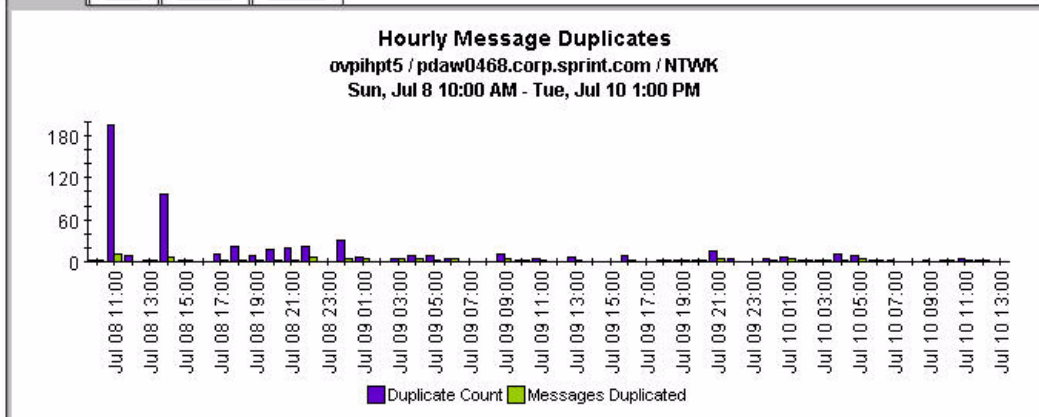 Hourly Message Duplicates
ovpihpt5 / pdaw0468.corp.sprint.com / NTWK
Sun, Jul 8 10:00 AM - Tue, Jul 10 1:00 PM
180
120
60
0
Jul 08 11:00
Jul 08 13:00
Jul 08 15:00
Jul 08 17:00
Jul 08 19:00
Jul 08 21:00
Jul 08 23:00
Jul 09 01:00
Jul 09 03:00
Jul 09 05:00
Jul 09 07:00
Jul 09 09:00
Jul 09 11:00
Jul 09 13:00
Jul 09 15:00
Jul 09 17:00
Jul 09 19:00
Jul 09 21:00
Jul 09 23:00
Jul 10 01:00
Jul 10 03:00
Jul 10 05:00
Jul 10 07:00
Jul 10 09:00
Jul 10 11:00
Jul 10 13:00
Duplicate Count Messages Duplicated